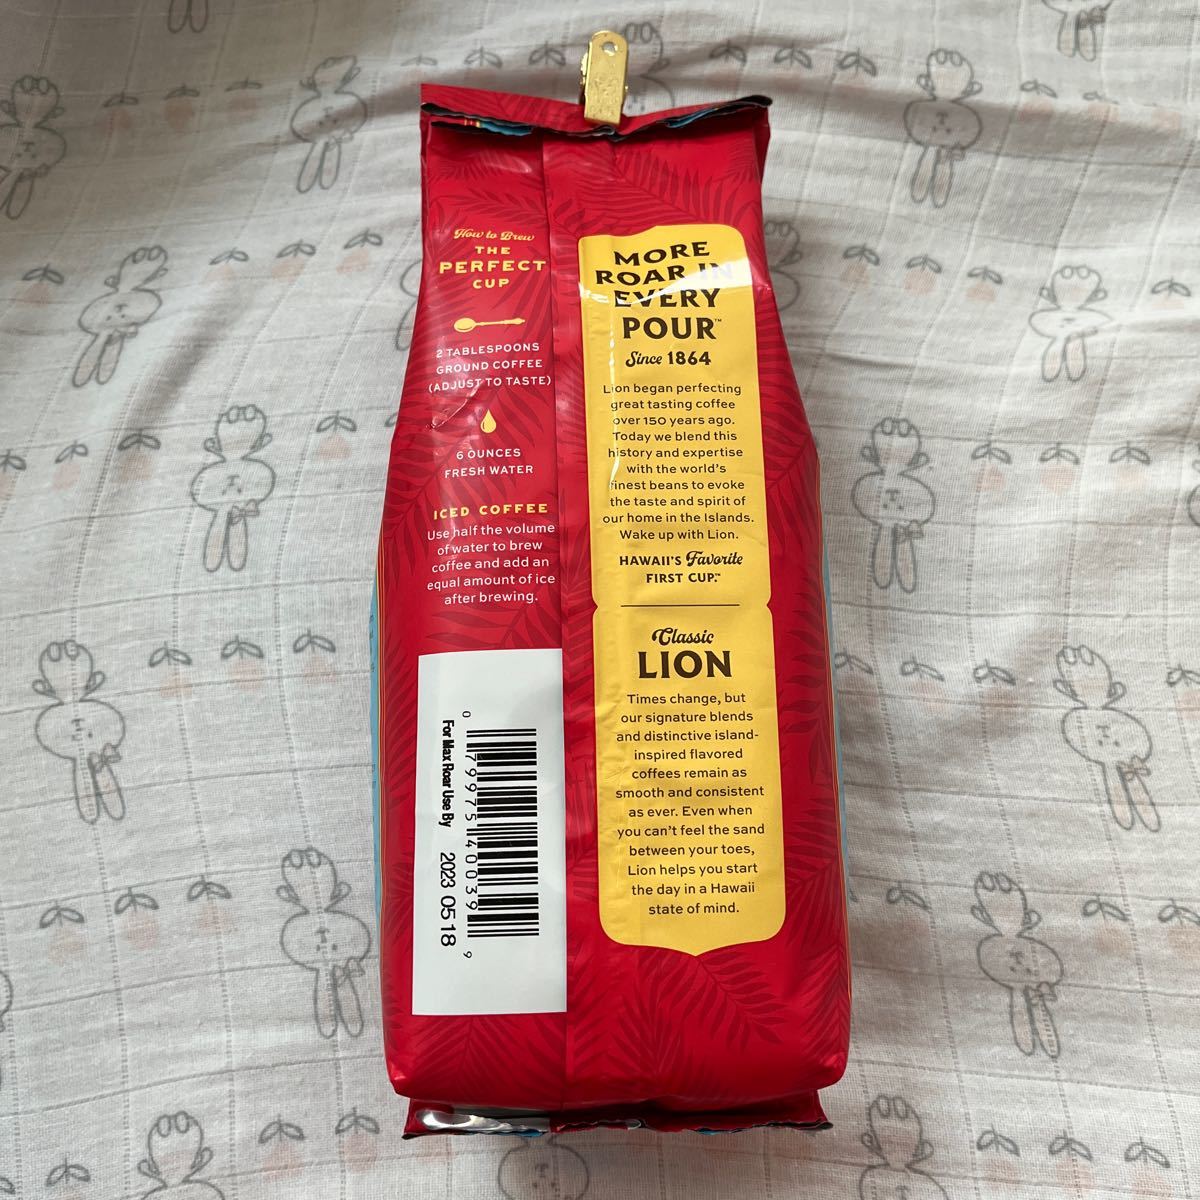 How to Brew
THE
PERFECT
CUP
2 TABLESPOONS
GROUND COFFEE
(ADJUST TO TASTE)
6 OUNCES
FRESH WATER
ICED COFFEE
Use half the volume
of water to brew
coffee and add an
equal amount of ice
after brewing.
0 79975 40039 9
For Max Roar Use By 2023 05 18
MORE
ROAR IN
EVERY
POUR™
Since 1864
Lion began perfecting
great tasting coffee
over 150 years ago.
Today we blend this
history and expertise
with the world's
finest beans to evoke
the taste and spirit of
our home in the Islands.
Wake up with Lion.
HAWAII'S Favorite
FIRST CUP.™
Classic
LION
Times change, but
our signature blends
and distinctive island-
inspired flavored
coffees remain as
smooth and consistent
as ever. Even when
you can't feel the sand
between your toes,
Lion helps you start
the day in a Hawaii
state of mind.